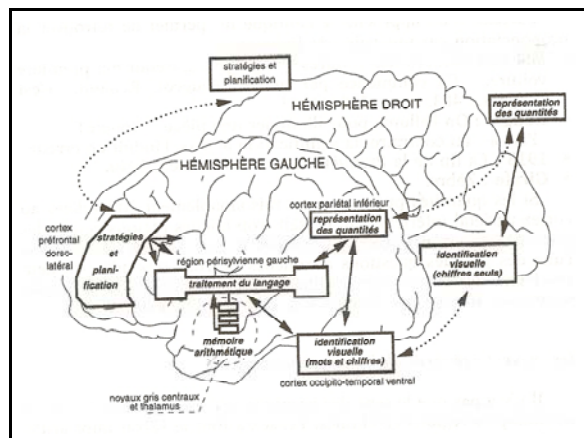 stratégies et
planification
HÉMISPHÈRE DROIT
représentation
des quantités
HÉMISPHÈRE GAUCHE
cortex pariétal inférieur
représentation
des quantités
cortex
préfrontal
dorso-
latéral
stratégies
et
plani-
fication
région périsylvienne gauche
traitement du langage
identification
visuelle
(chiffres seuls)
mémoire
arithmétique
identification
visuelle
(mots et chiffres)
cortex occipito-temporal ventral
noyaux gris centraux
et thalamus